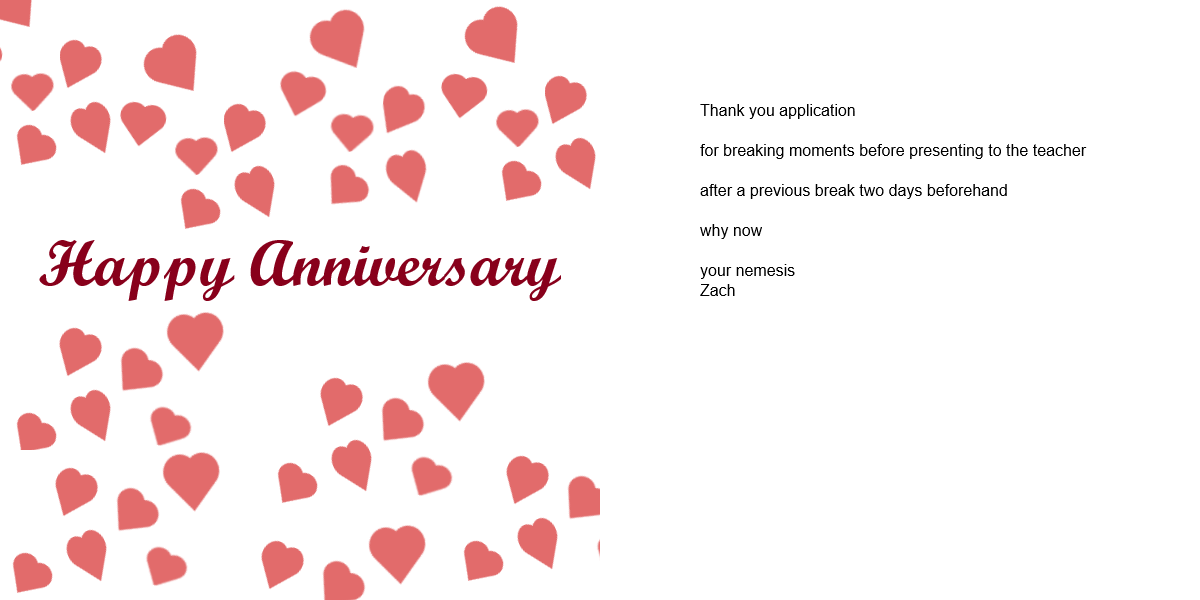 Happy Anniversary
Thank you application
for breaking moments before presenting to the teacher
after a previous break two days beforehand
why now
your nemesis
Zach